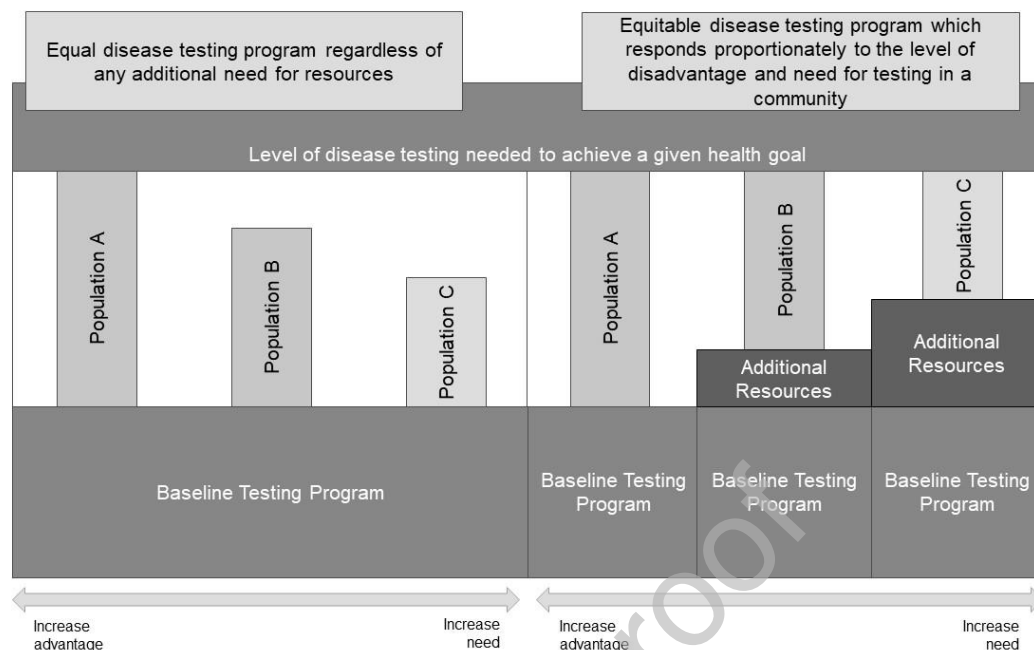 Equal disease testing program regardless of
any additional need for resources
Equitable disease testing program which
responds proportionately to the level of
disadvantage and need for testing in a
community
Level of disease testing needed to achieve a given health goal
Population A
Population B
Population C
Population A
Population B
Population C
Additional
Resources
Additional
Resources
Baseline Testing Program
Baseline Testing
Program
Baseline Testing
Program
Baseline Testing
Program
Increase
advantage
Increase
need
Increase
advantage
Increase
need
roof